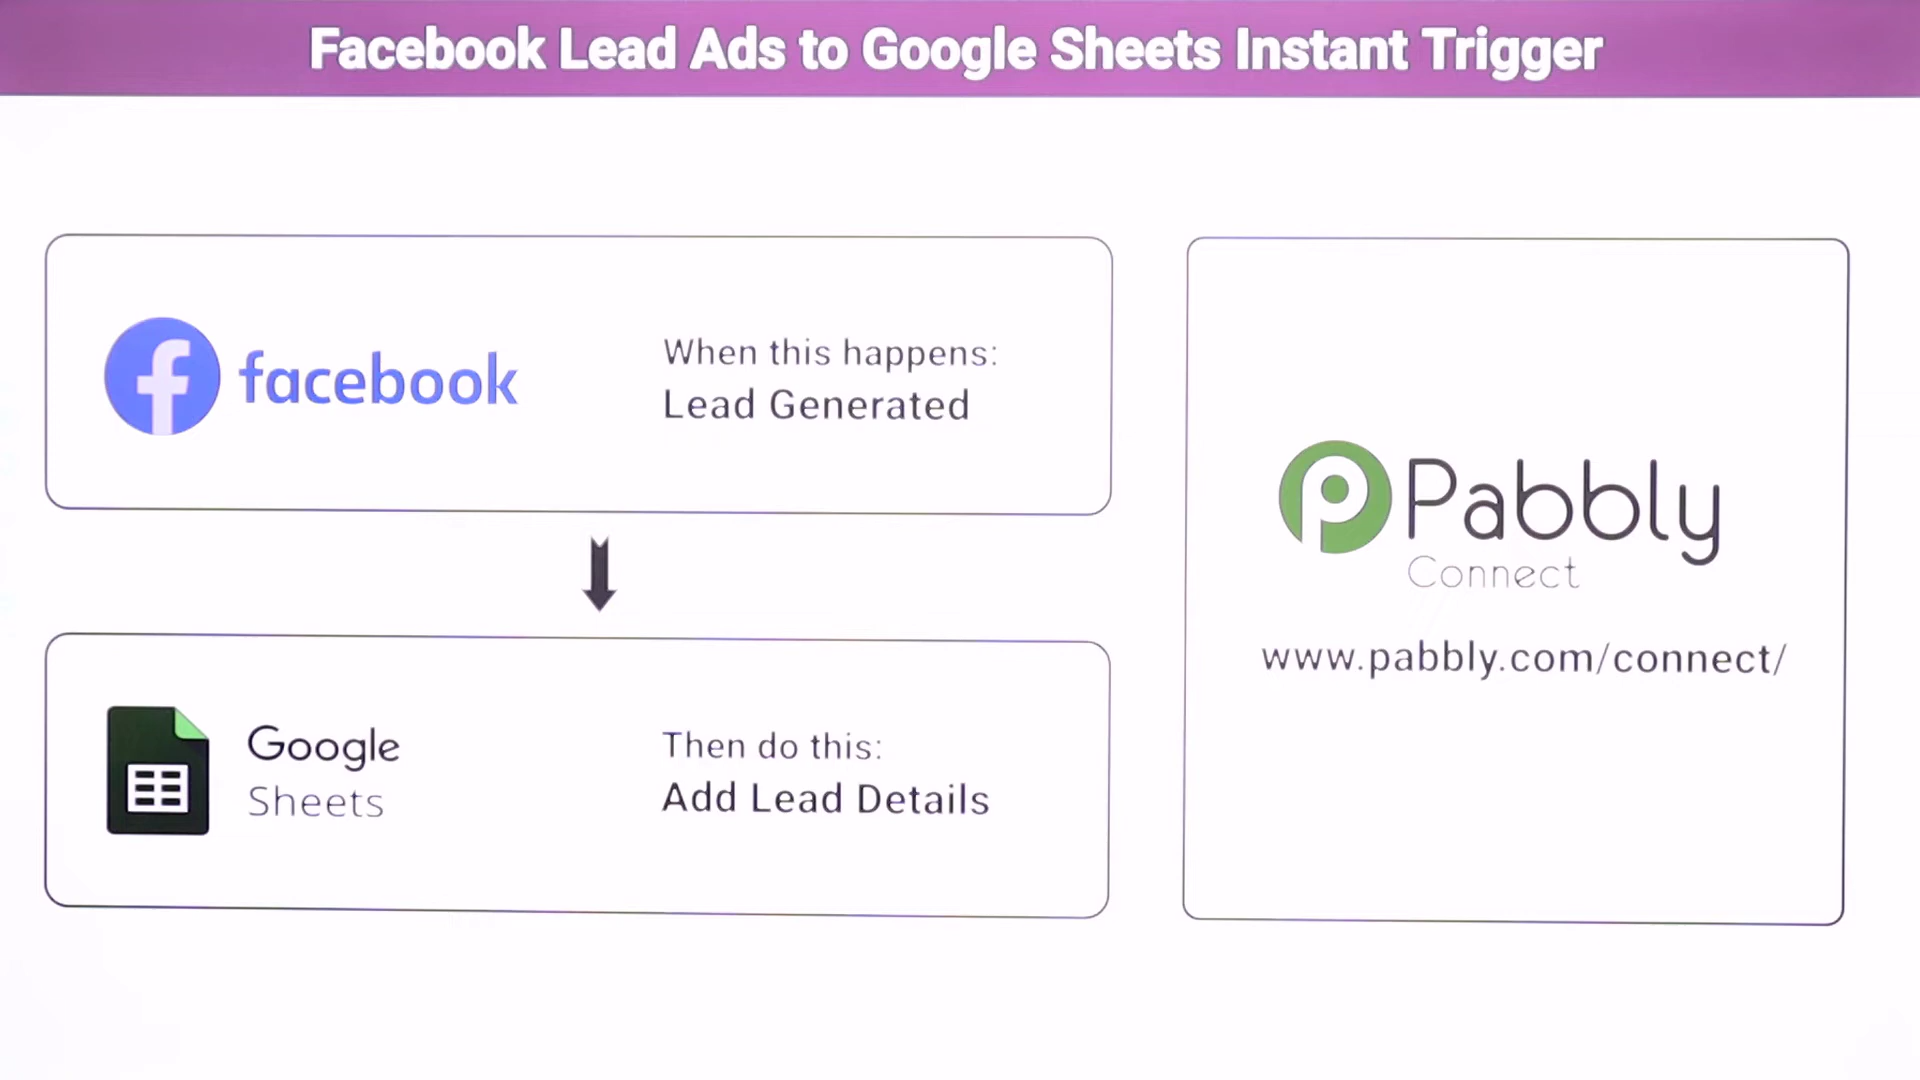 Facebook Lead Ads to Google Sheets Instant Trigger
facebook
When this happens:
Lead Generated
Google
Sheets
Then do this:
Add Lead Details
Pabbly
Connect
www.pabbly.com/connect/